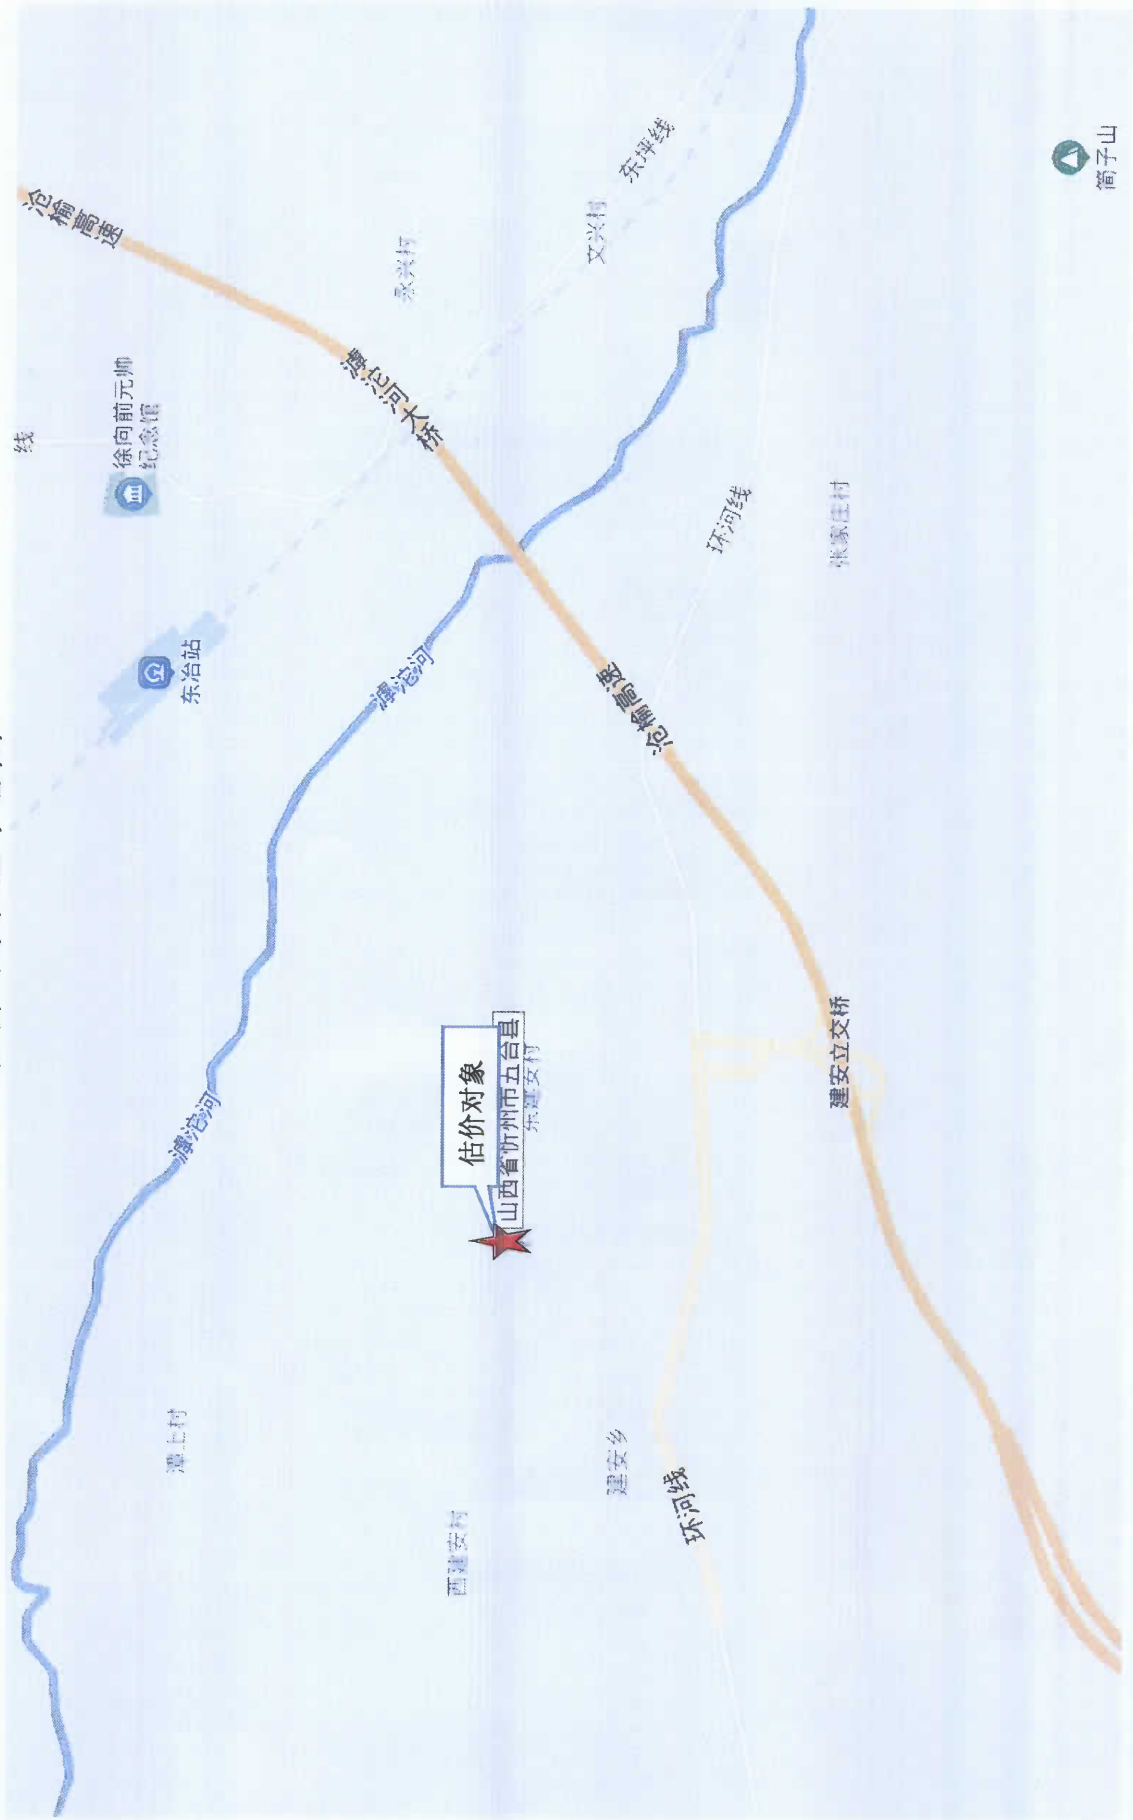 沧榆高速
线
徐向前元帅
纪念馆
永兴村
东坪线
文兴村
滹沱河大桥
东冶站
滹沱河
环河线
张家庄村
沧榆高速
筒子山
滹沱河
估价对象
山西省忻州市五台县
东建安村
建安立交桥
潭上村
西建安村
建安乡
环河线